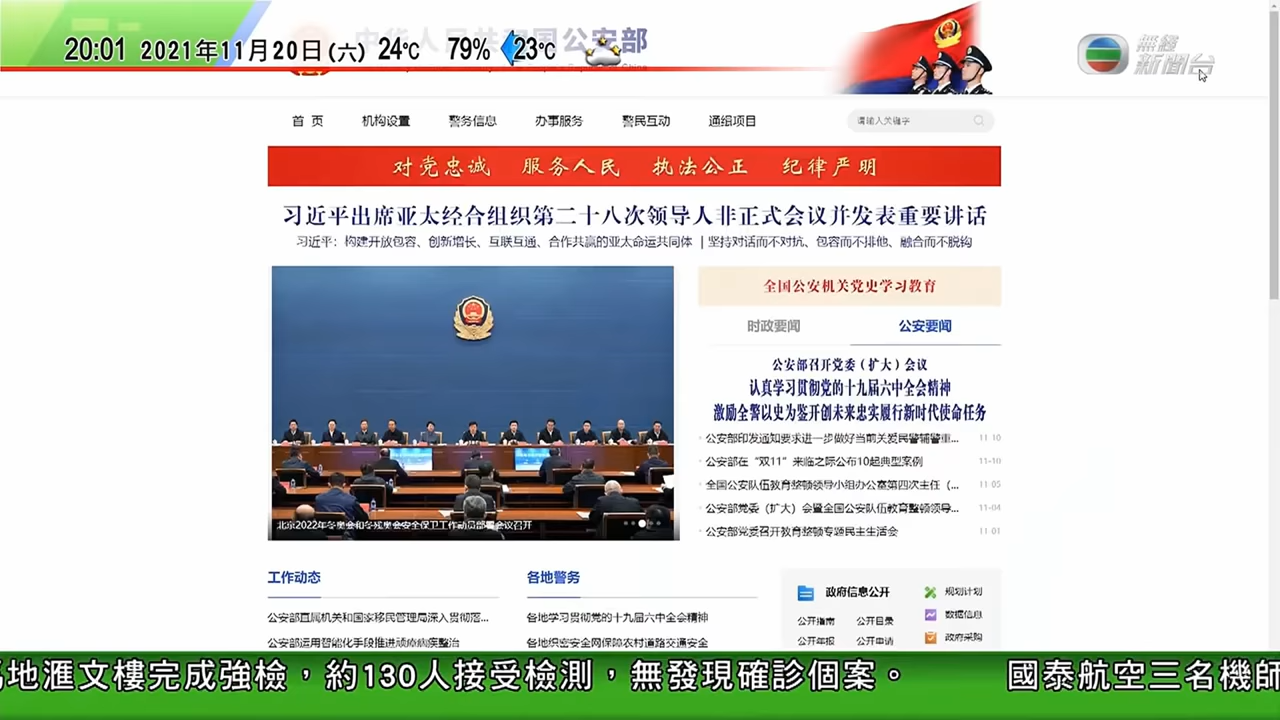 20:01 2021年11月20日(六) 24℃ 79% 23℃
公安部
無綫新聞台
首 页 机构设置 警务信息 办事服务 警民互动 通缉项目
请输入关键字
对党忠诚 服务人民 执法公正 纪律严明
习近平出席亚太经合组织第二十八次领导人非正式会议并发表重要讲话
习近平：构建开放包容、创新增长、互联互通、合作共赢的亚太命运共同体 | 坚持对话而不对抗、包容而不排他、融合而不脱钩
全国公安机关党史学习教育
时政要闻 公安要闻
公安部召开党委（扩大）会议
认真学习贯彻党的十九届六中全会精神
激励全警以史为鉴开创未来忠实履行新时代使命任务
公安部印发通知要求进一步做好当前关爱民警辅警重... 11-10
公安部在“双11”来临之际公布10起典型案例 11-10
全国公安队伍教育整顿领导小组办公室第四次主任（... 11-05
公安部党委（扩大）会暨全国公安队伍教育整顿领导... 11-04
公安部党委召开教育整顿专题民主生活会 11-01
北京2022年冬奥会和冬残奥会安全保卫工作动员部署会议召开
工作动态
公安部直属机关和国家移民管理局深入贯彻落...
公安部运用智能化手段推进顽瘴痼疾整治
各地警务
各地学习贯彻党的十九届六中全会精神
各地织密安全网保障农村道路交通安全
政府信息公开
公开指南 公开目录
公开年报 公开申请
规划计划
数据信息
政府采购
地滙文樓完成強檢，約130人接受檢測，無發現確診個案。 國泰航空三名機師